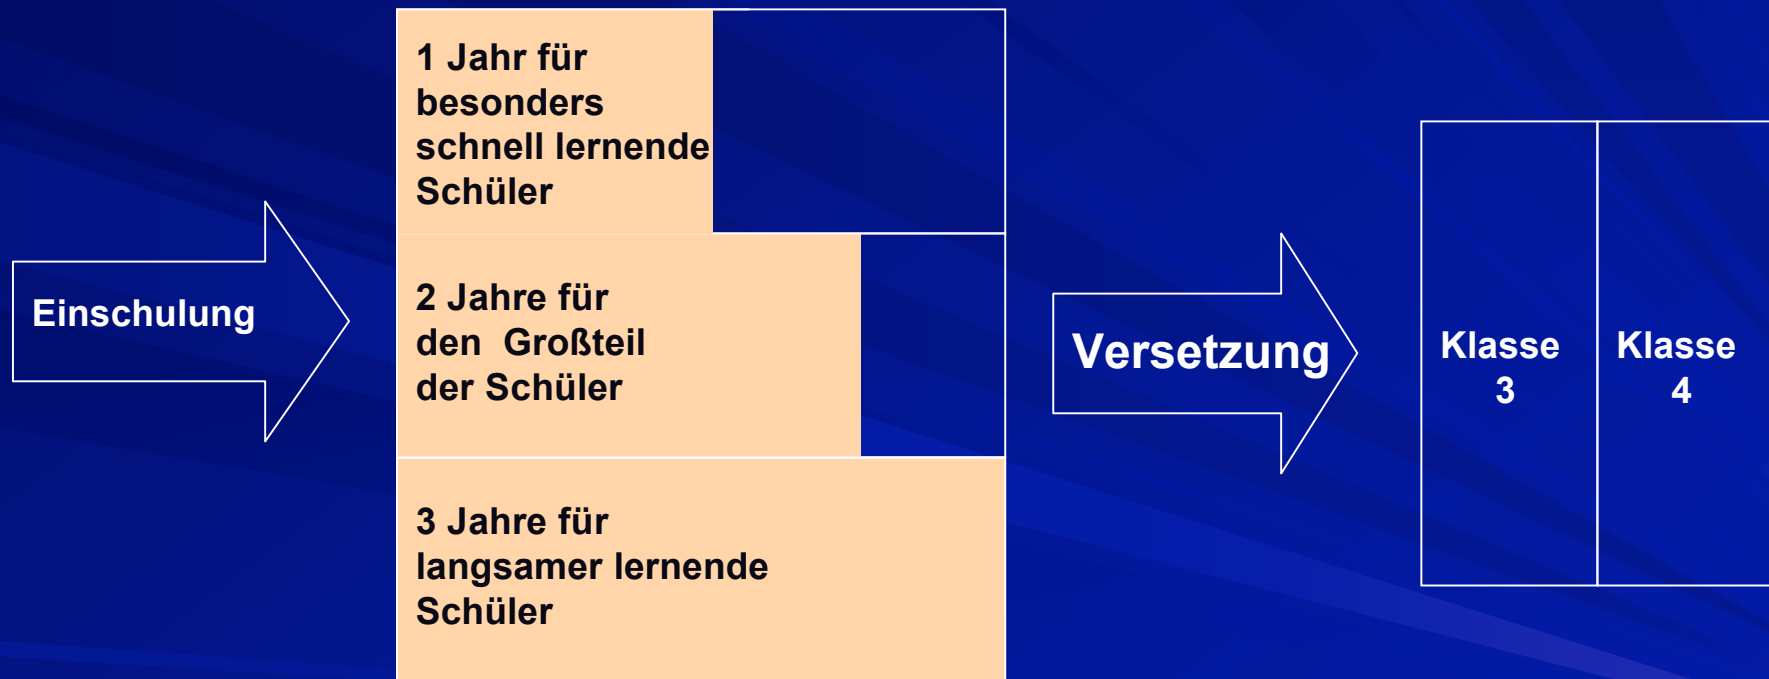 Einschulung
1 Jahr für
besonders
schnell lernende
Schüler
2 Jahre für
den  Großteil
der Schüler
3 Jahre für
langsamer lernende
Schüler
Versetzung
Klasse
3
Klasse
4